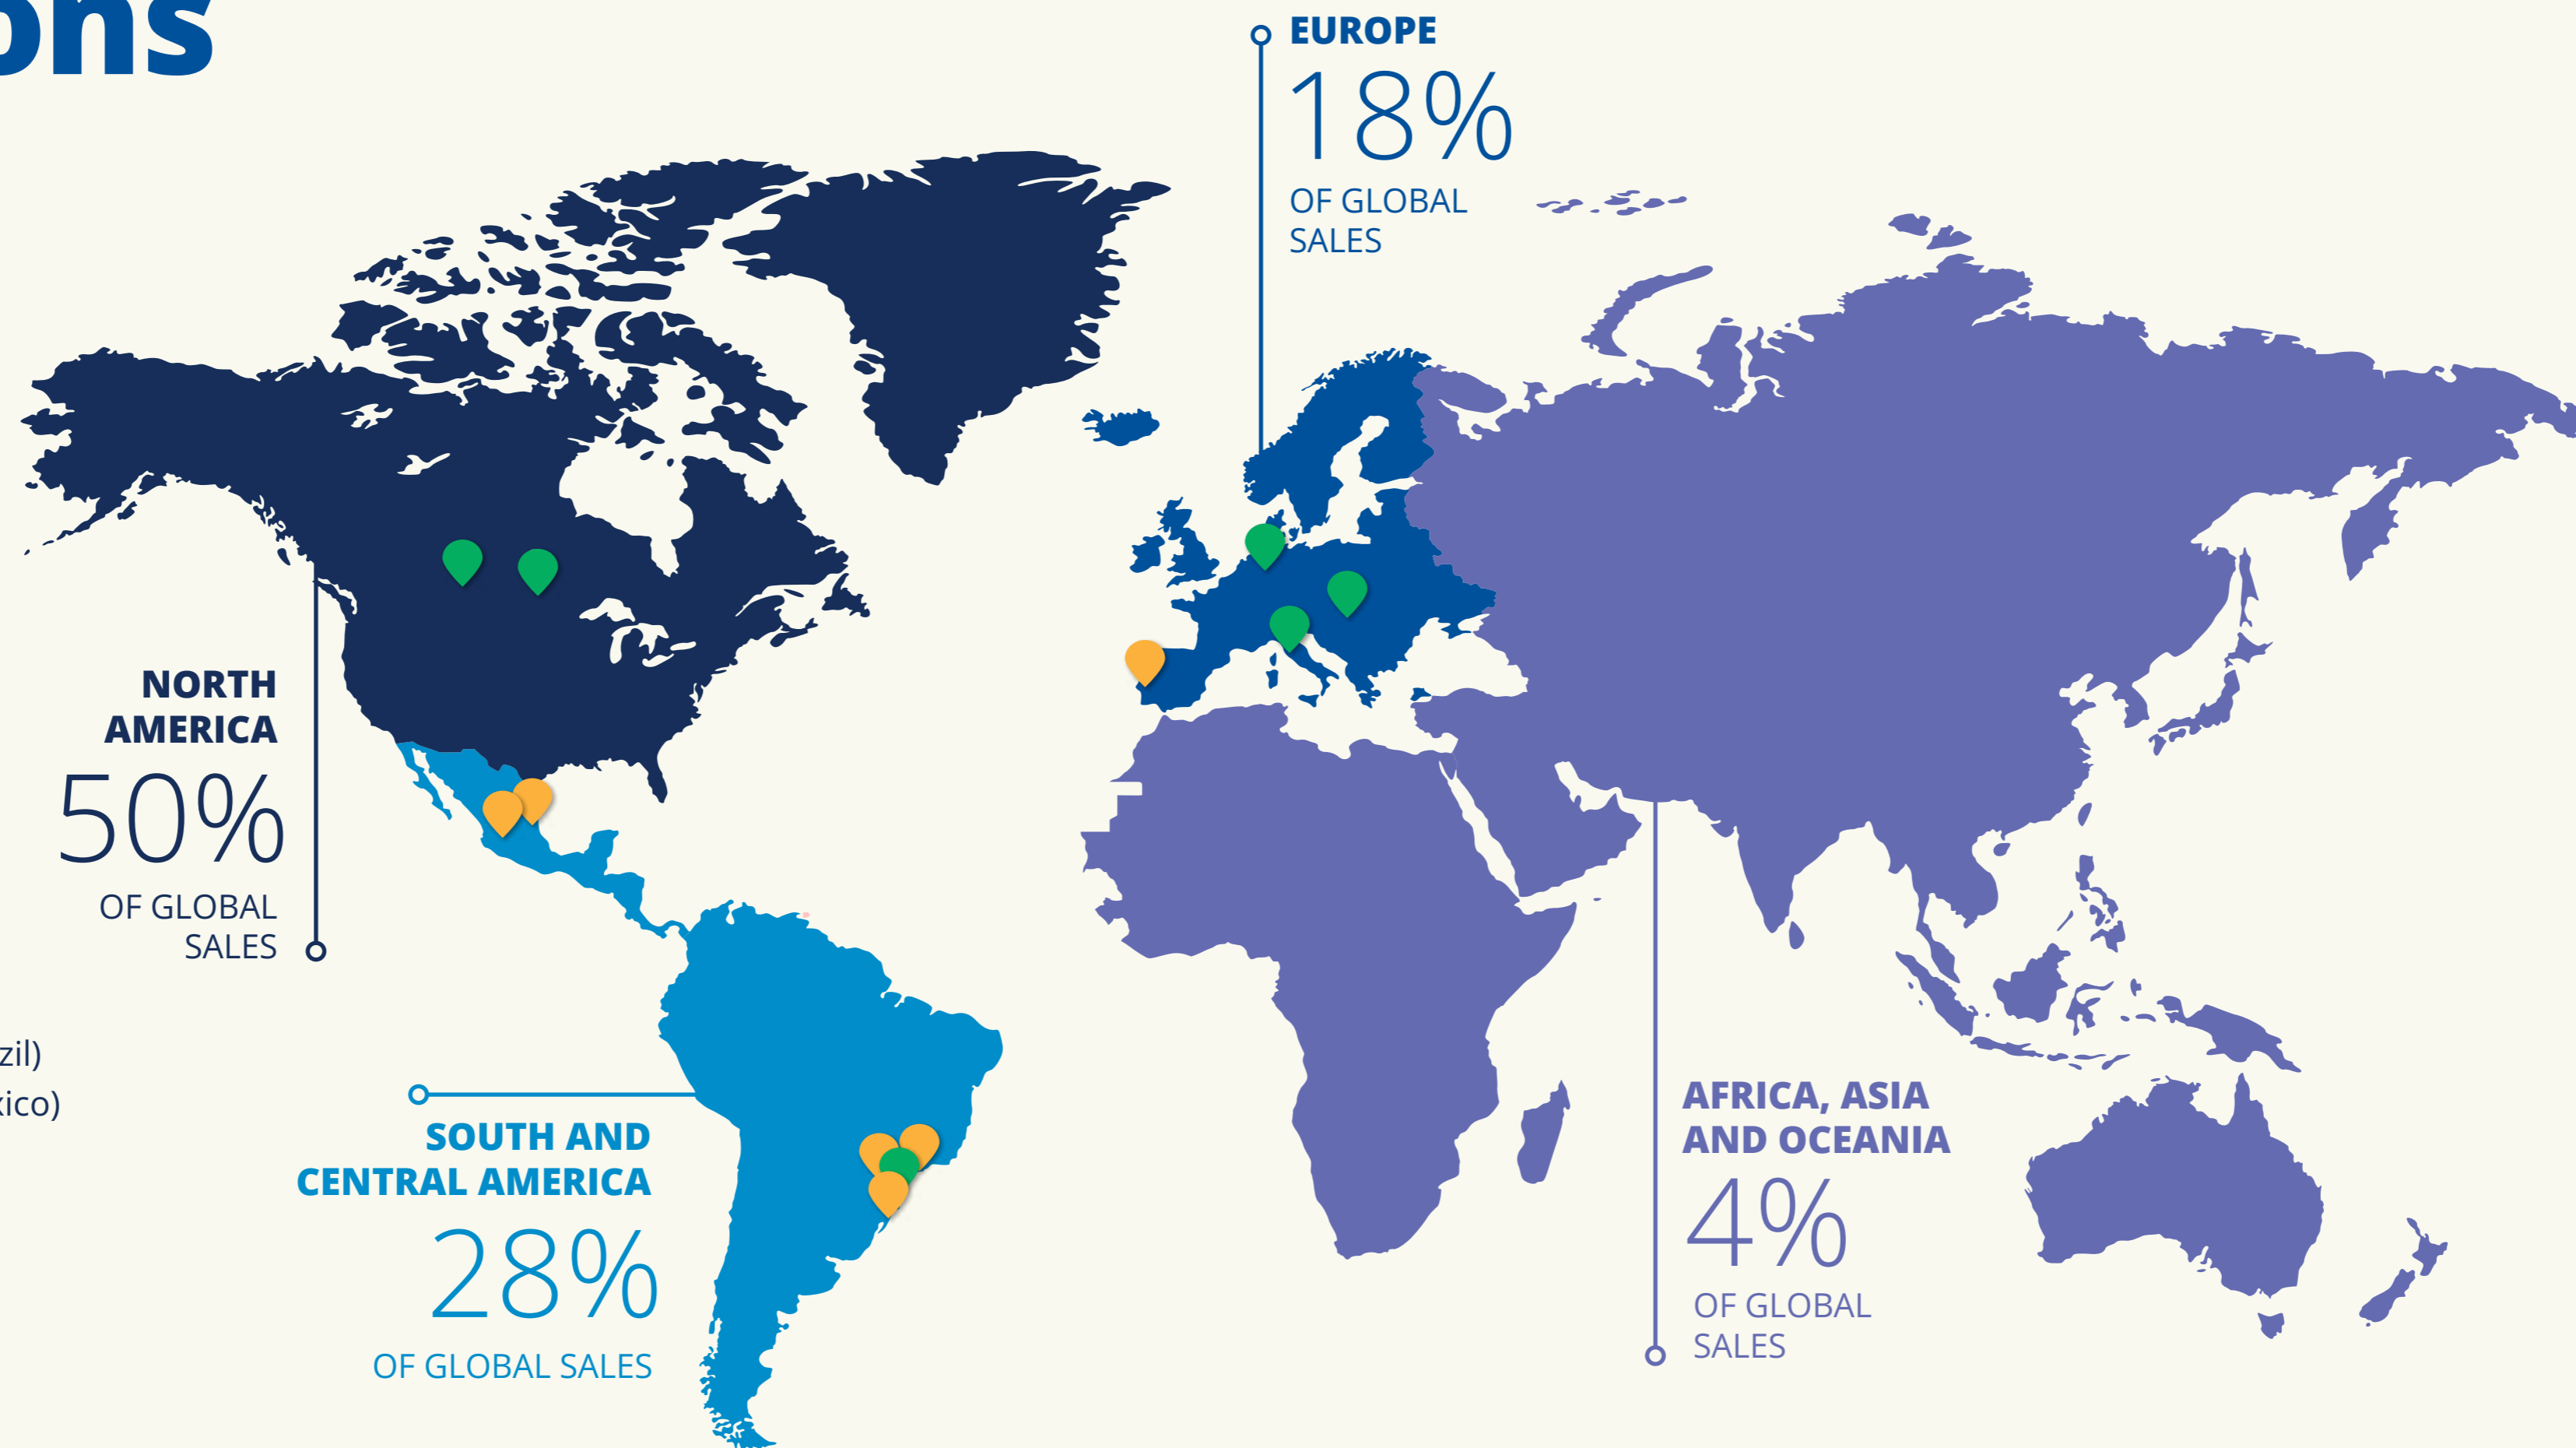 ons
EUROPE
18%
OF GLOBAL
SALES
NORTH
AMERICA
50%
OF GLOBAL
SALES
zil)
xico)
SOUTH AND
CENTRAL AMERICA
28%
OF GLOBAL SALES
AFRICA, ASIA
AND OCEANIA
4%
OF GLOBAL
SALES